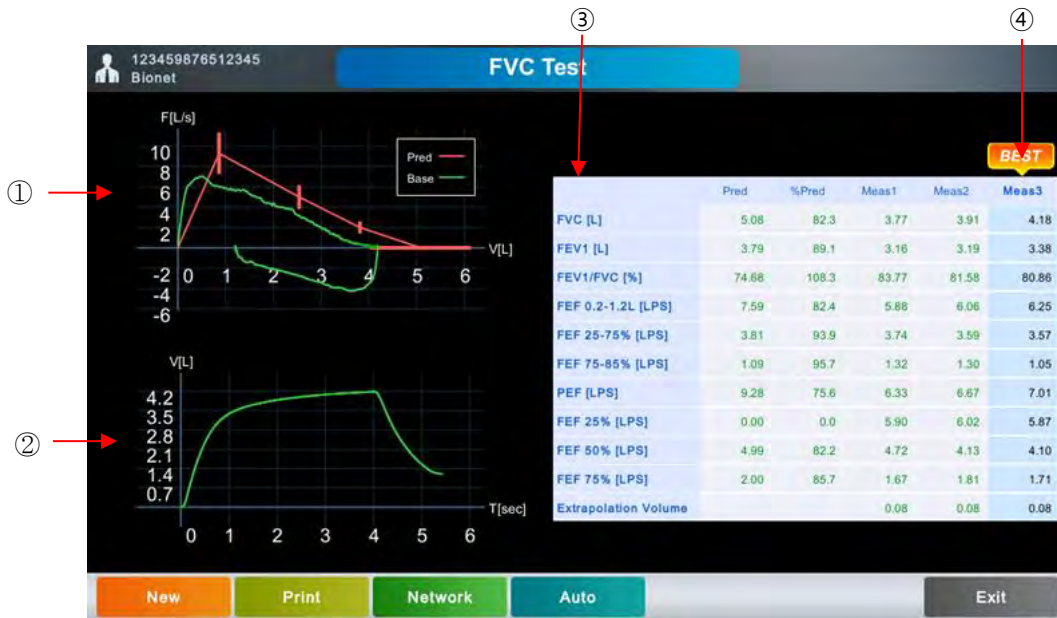 ③ ④
123459876512345
Bionet
FVC Test
F[L/s]
10
8
6
4
2
-2
-4
-6
0 1 2 3 4 5 6
V[L]
Pred
Base
①
BEST
Pred %Pred Meas1 Meas2 Meas3
FVC [L] 5.08 82.3 3.77 3.91 4.18
FEV1 [L] 3.79 89.1 3.16 3.19 3.38
FEV1/FVC [%] 74.68 108.3 83.77 81.58 80.86
FEF 0.2-1.2L [LPS] 7.59 82.4 5.88 6.06 6.25
FEF 25-75% [LPS] 3.81 93.9 3.74 3.59 3.57
FEF 75-85% [LPS] 1.09 95.7 1.32 1.30 1.05
PEF [LPS] 9.28 75.6 6.33 6.67 7.01
FEF 25% [LPS] 0.00 0.0 5.90 6.02 5.87
FEF 50% [LPS] 4.99 82.2 4.72 4.13 4.10
FEF 75% [LPS] 2.00 85.7 1.67 1.81 1.71
Extrapolation Volume 0.08 0.08 0.08
②
V[L]
4.2
3.5
2.8
2.1
1.4
0.7
T[sec]
0 1 2 3 4 5 6
New Print Network Auto Exit